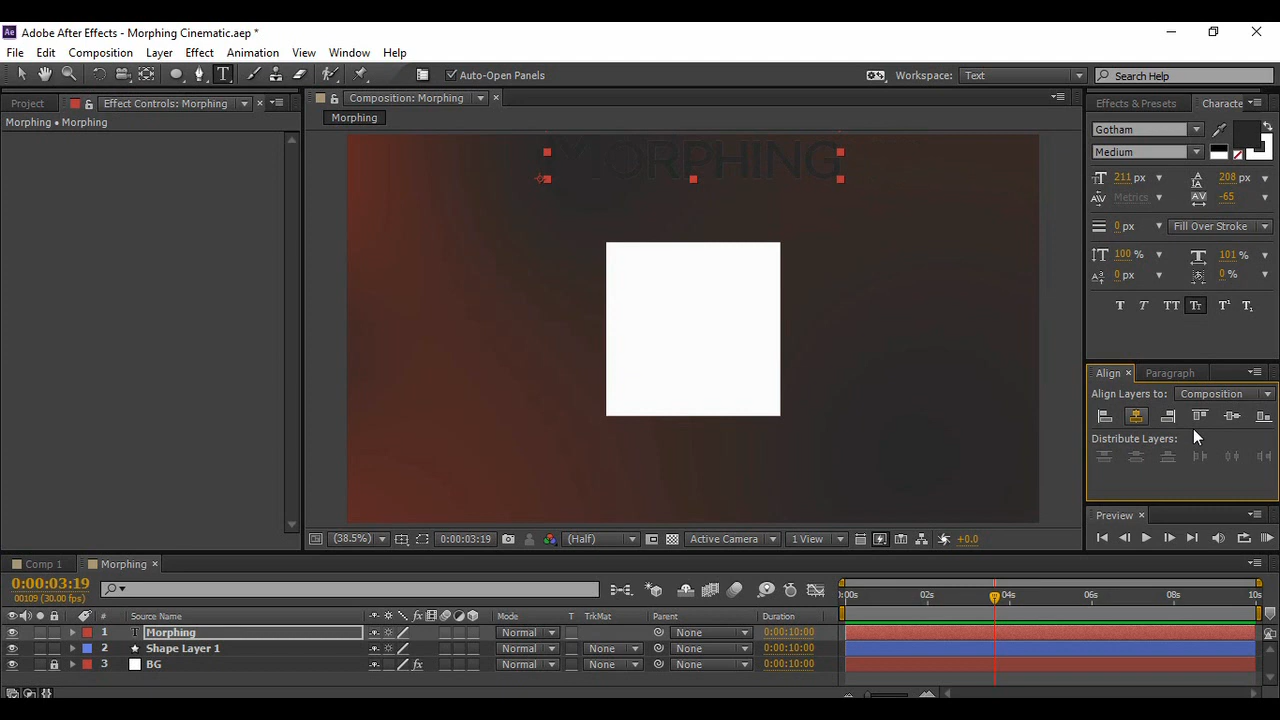 Adobe After Effects - Morphing Cinematic.aep *
File Edit Composition Layer Effect Animation View Window Help
Auto-Open Panels
Workspace: Text
Search Help
Project
Effect Controls: Morphing
Composition: Morphing
Effects & Presets
Characte
Morphing • Morphing
Morphing
MORPHING
Gotham
Medium
211 px
208 px
Metrics
-65
0 px
Fill Over Stroke
100 %
101 %
0 px
0 %
T T TT Tt T¹ T₁
Align
Paragraph
Align Layers to: Composition
Distribute Layers:
Preview
(38.5%)
0:00:03:19
(Half)
Active Camera
1 View
+0.0
Comp 1
Morphing
0:00:03:19
00109 (30.00 fps)
:00s 02s 04s 06s 08s 10s
# Source Name Mode T TrkMat Parent Duration
1 T Morphing Normal None 0:00:10:00
2 Shape Layer 1 Normal None None 0:00:10:00
3 BG fx Normal None None 0:00:10:00